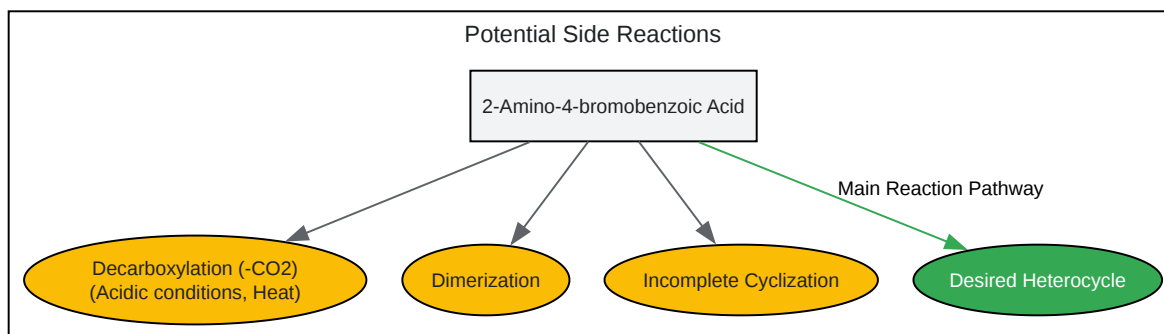 Potential Side Reactions
2-Amino-4-bromobenzoic Acid
Main Reaction Pathway
Decarboxylation (-CO2)
(Acidic conditions, Heat)
Dimerization
Incomplete Cyclization
Desired Heterocycle